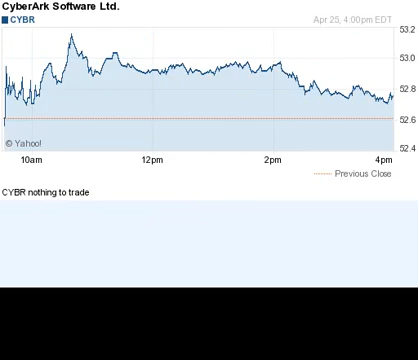 CyberArk Software Ltd.
CYBR
Apr 25, 4:00pm EDT
53.2
53.0
52.8
52.6
52.4
© Yahoo!
10am 12pm 2pm 4pm
Previous Close
CYBR nothing to trade